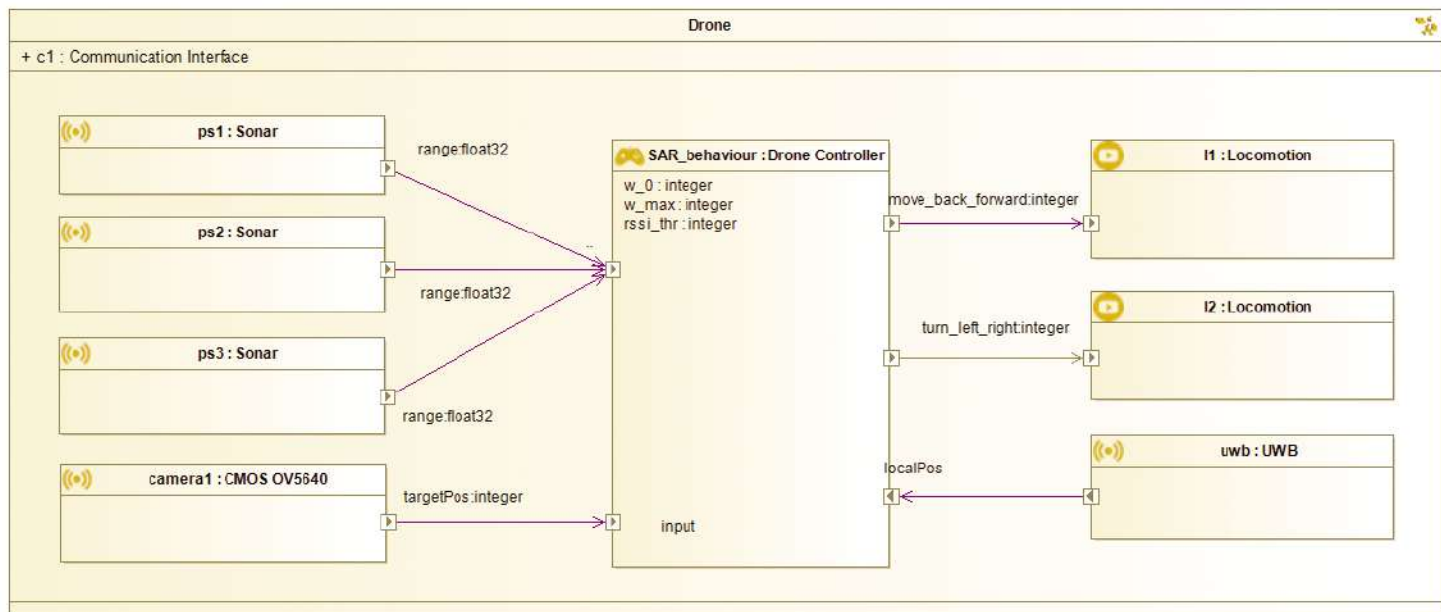 Drone
+ c1 : Communication Interface
ps1 : Sonar
range:float32
SAR_behaviour : Drone Controller
w_0 : integer
w_max : integer
rssi_thr : integer
move_back_forward:integer
l1 : Locomotion
ps2 : Sonar
range:float32
turn_left_right:integer
l2 : Locomotion
ps3 : Sonar
range:float32
camera1 : CMOS OV5640
targetPos:integer
input
localPos
uwb : UWB